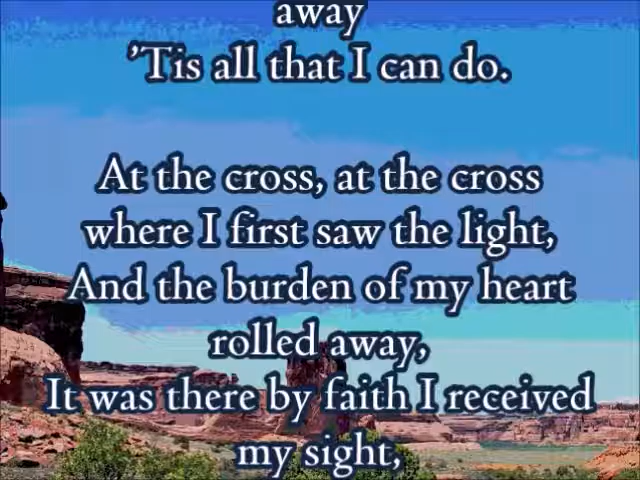 away
’Tis all that I can do.
At the cross, at the cross
where I first saw the light,
And the burden of my heart
rolled away,
It was there by faith I received
my sight,